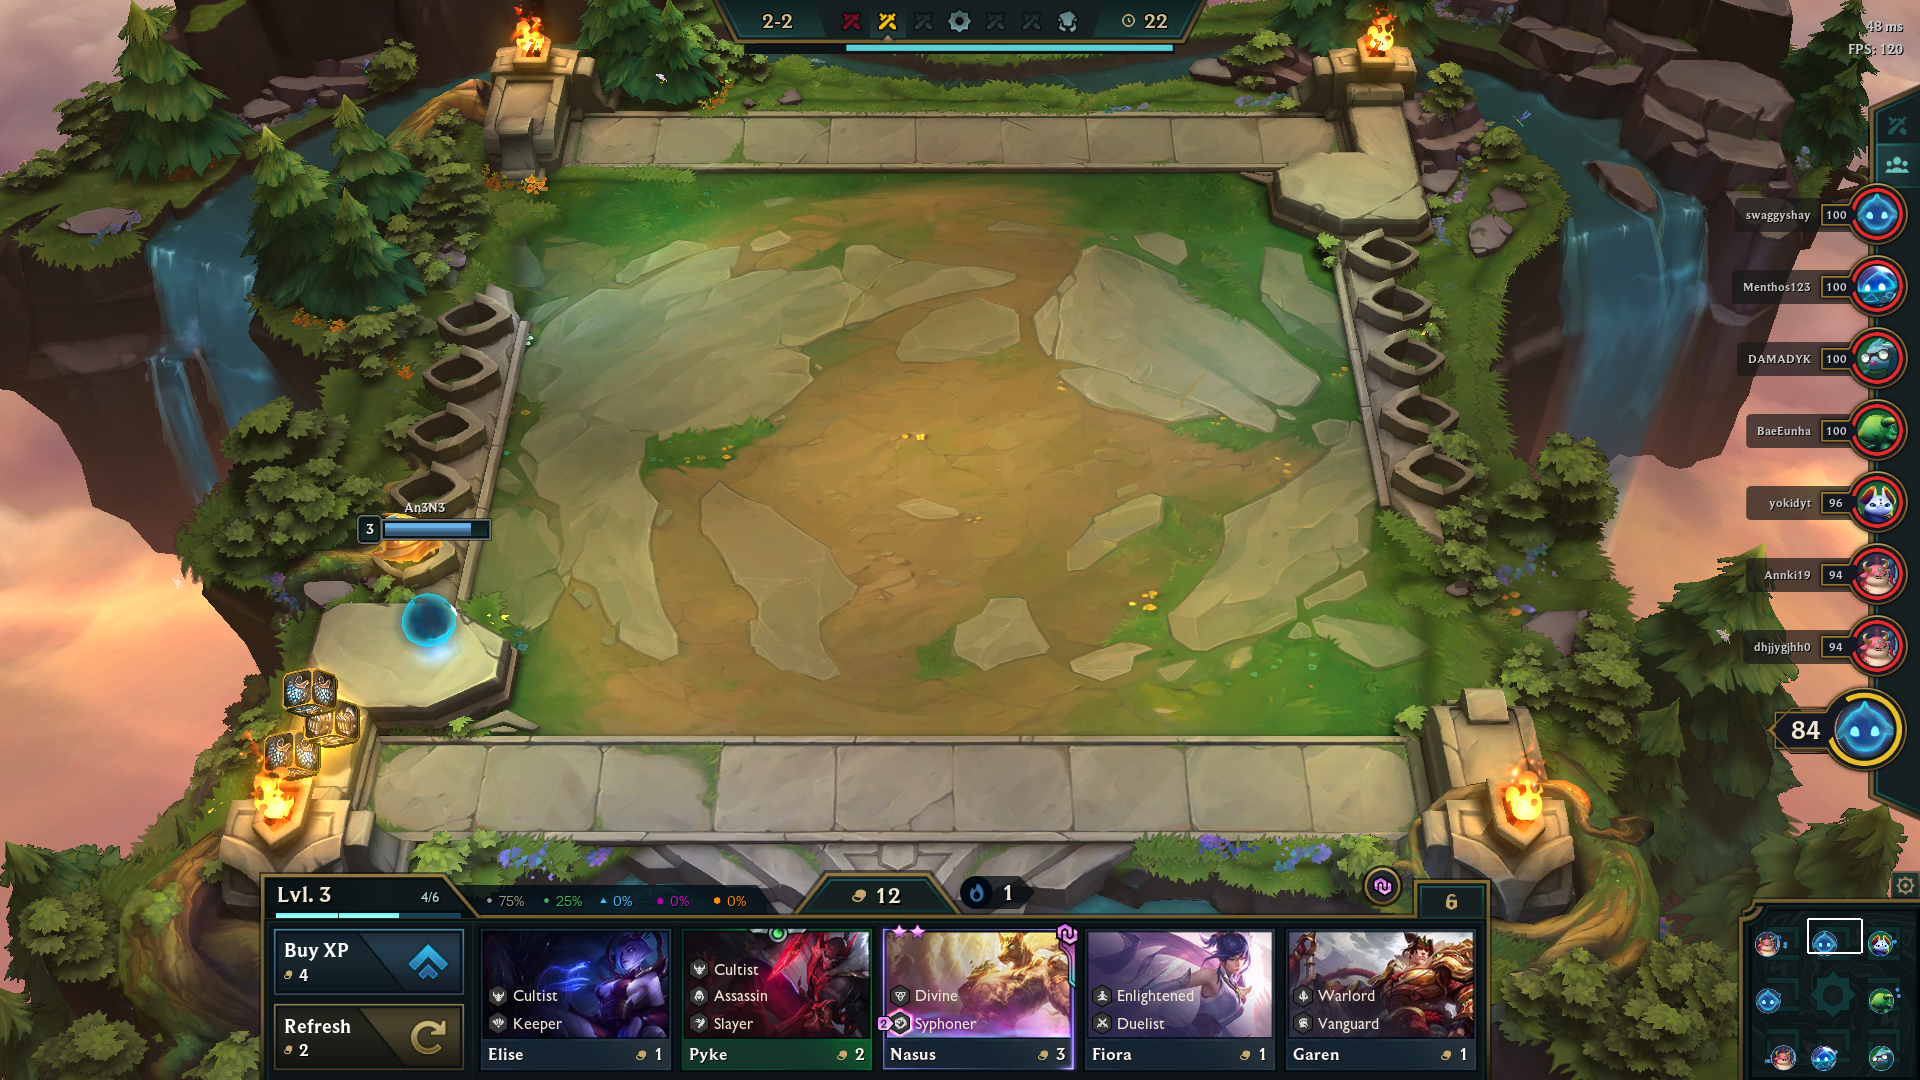 2-2
22
48 ms
FPS: 120
swaggyshay 100
Menthos123 100
DAMADYK 100
BaeEunha 100
yokidyt 96
Annki19 94
dhjjygjhh0 94
84
An3N3
3
Lvl. 3
4/6
75% 25% 0% 0% 0%
12
1
6
Buy XP
4
Refresh
2
Cultist
Keeper
Elise 1
Cultist
Assassin
Slayer
Pyke 2
Divine
2 Syphoner
Nasus 3
Enlightened
Duelist
Fiora 1
Warlord
Vanguard
Garen 1